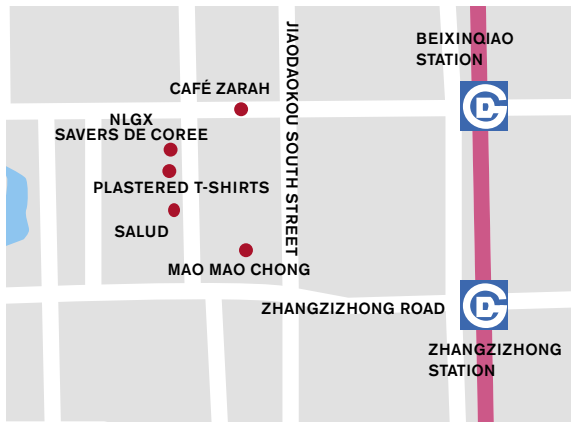 BEIXINQIAO
STATION
CAFÉ ZARAH
NLGX
SAVERS DE COREE
JIAODAOKOU SOUTH STREET
PLASTERED T-SHIRTS
SALUD
MAO MAO CHONG
ZHANGZIZHONG ROAD
ZHANGZIZHONG
STATION